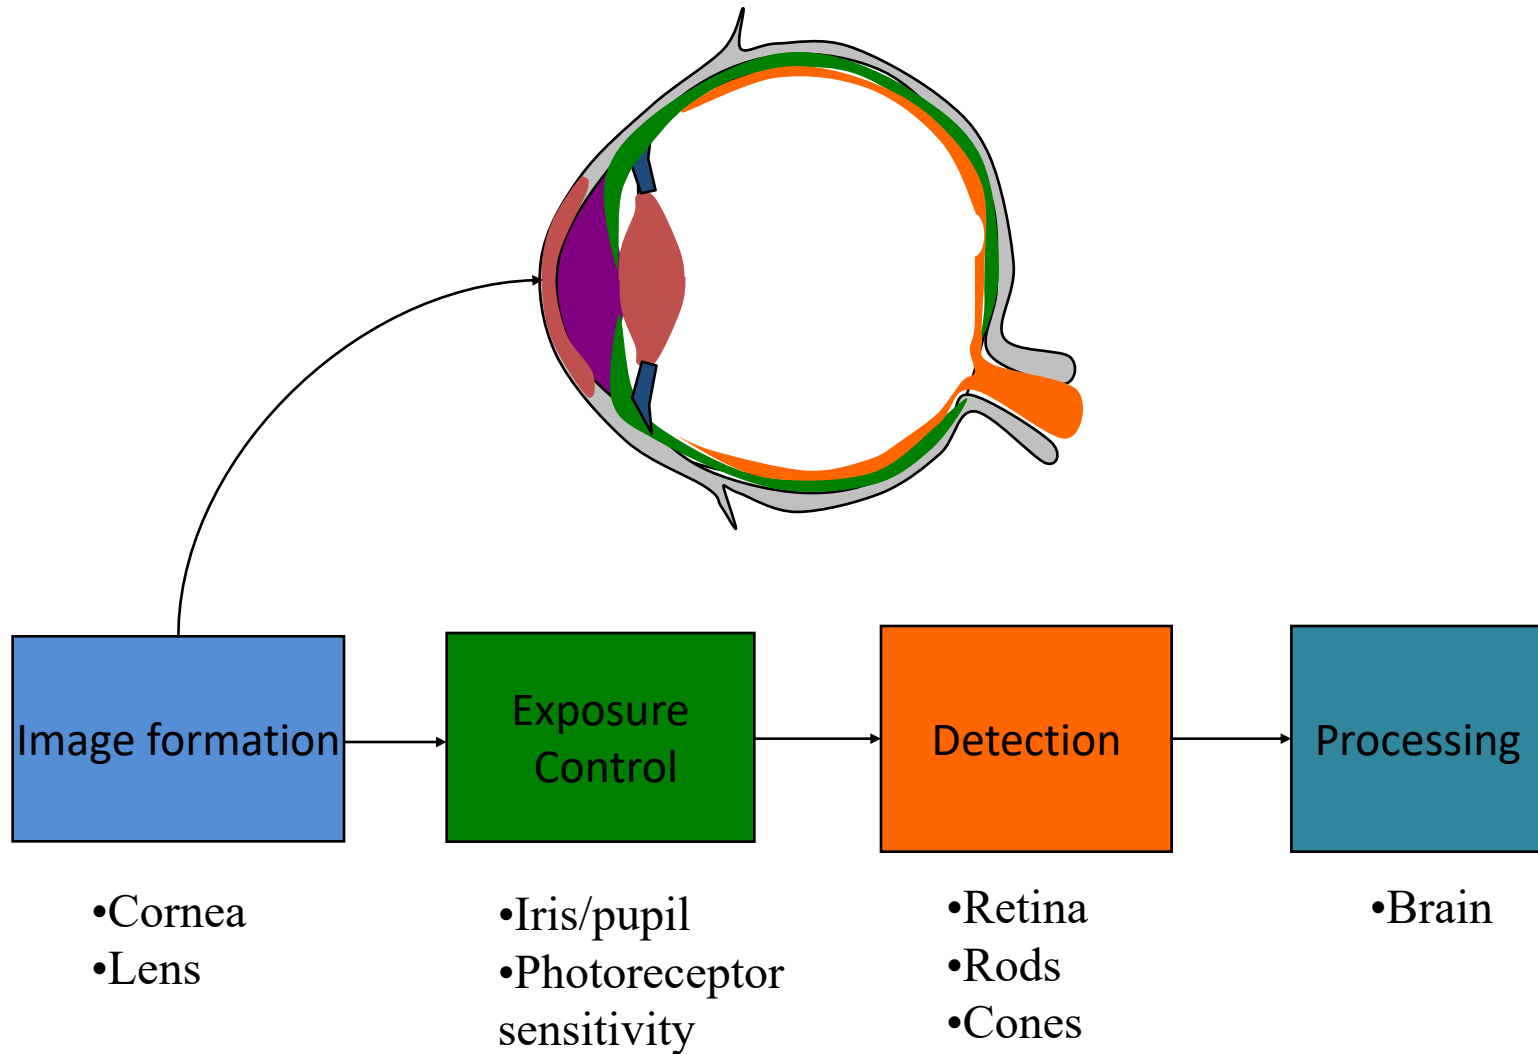 Image formation
Exposure
Control
Detection
Processing
•Cornea
•Lens
•Iris/pupil
•Photoreceptor
sensitivity
•Retina
•Rods
•Cones
•Brain